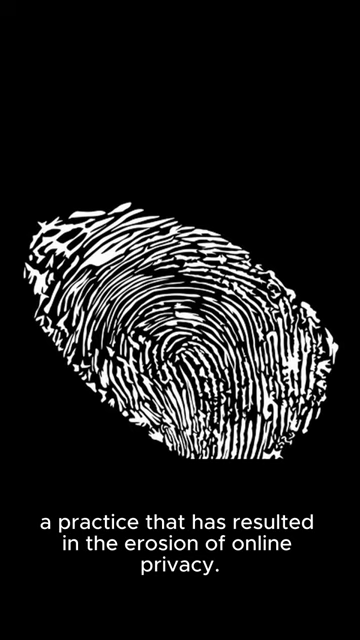 a practice that has resulted
in the erosion of online
privacy.